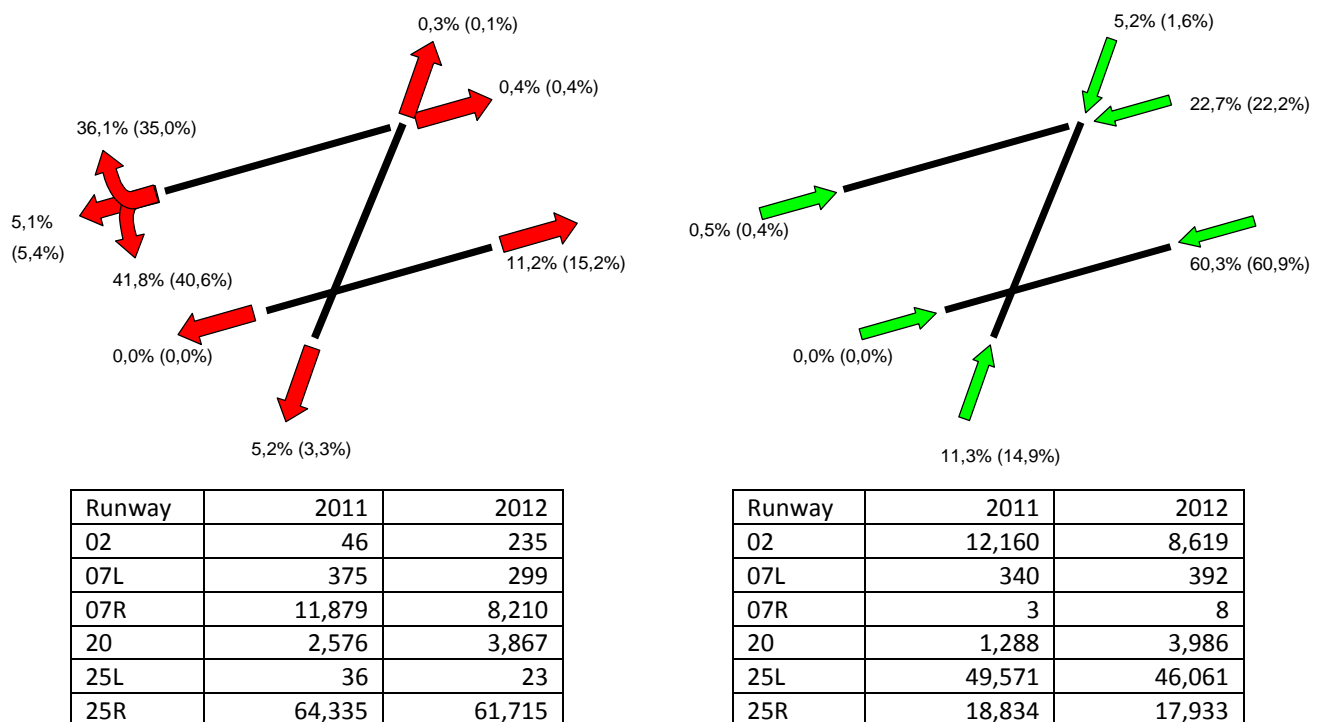 0,3% (0,1%)
0,4% (0,4%)
36,1% (35,0%)
5,1%
(5,4%)
41,8% (40,6%)
11,2% (15,2%)
0,0% (0,0%)
5,2% (3,3%)
5,2% (1,6%)
22,7% (22,2%)
0,5% (0,4%)
60,3% (60,9%)
0,0% (0,0%)
11,3% (14,9%)
Runway 2011 2012
02 46 235
07L 375 299
07R 11,879 8,210
20 2,576 3,867
25L 36 23
25R 64,335 61,715
Runway 2011 2012
02 12,160 8,619
07L 340 392
07R 3 8
20 1,288 3,986
25L 49,571 46,061
25R 18,834 17,933